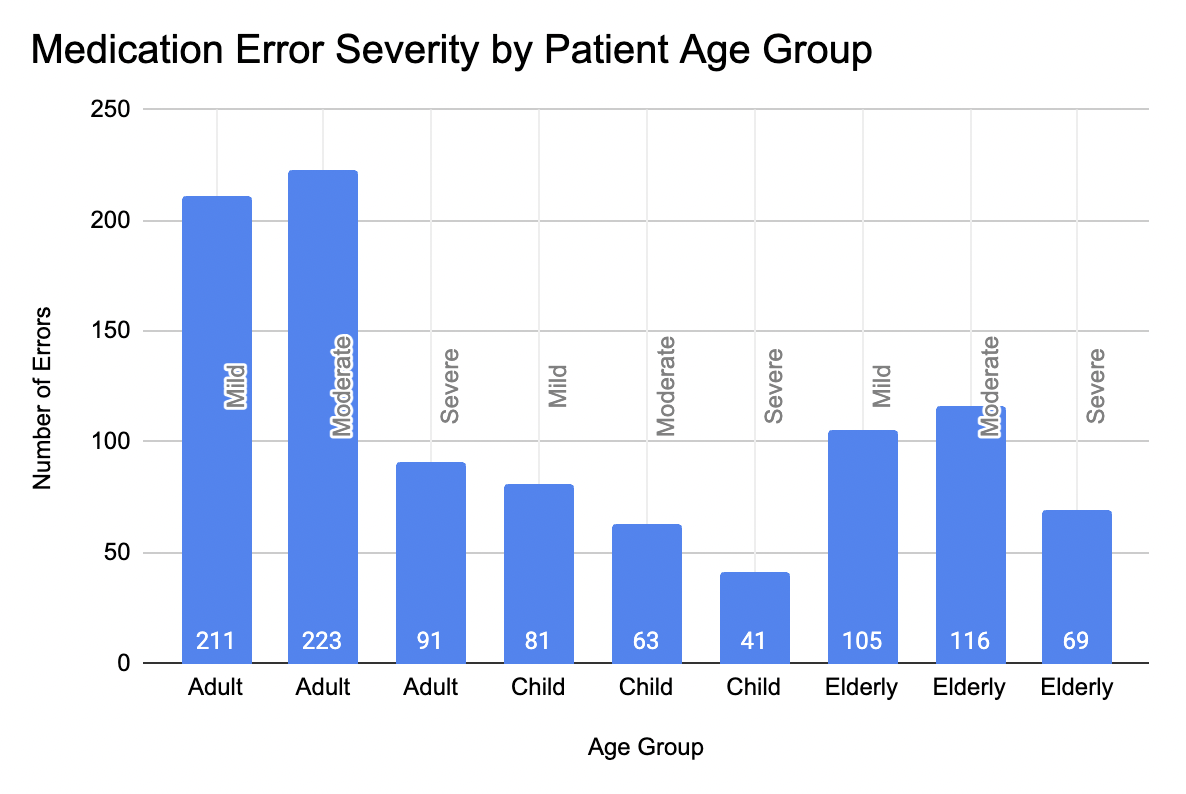 Medication Error Severity by Patient Age Group
250
200
150
100
50
0
Number of Errors
Mild
Moderate
Severe
Mild
Moderate
Severe
Mild
Moderate
Severe
211
223
91
81
63
41
105
116
69
Adult
Adult
Adult
Child
Child
Child
Elderly
Elderly
Elderly
Age Group